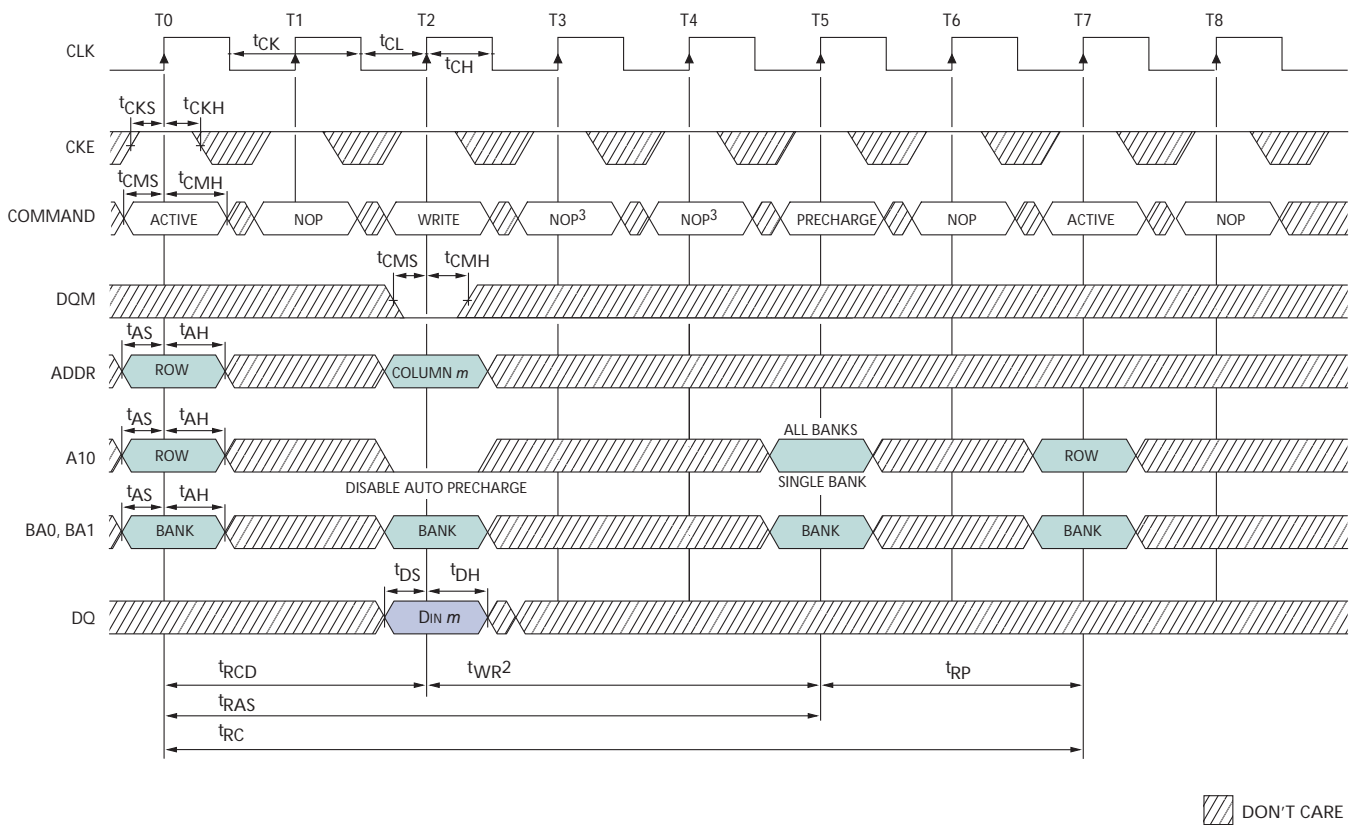 T0 T1 T2 T3 T4 T5 T6 T7 T8
CLK
tCK tCL tCH
tCKS tCKH
CKE
tCMS tCMH
COMMAND ACTIVE NOP WRITE NOP3 NOP3 PRECHARGE NOP ACTIVE NOP
tCMS tCMH
DQM
tAS tAH
ADDR ROW COLUMN m
tAS tAH ALL BANKS
A10 ROW ROW
DISABLE AUTO PRECHARGE SINGLE BANK
tAS tAH
BA0, BA1 BANK BANK BANK BANK
tDS tDH
DQ DIN m
tRCD tWR2 tRP
tRAS
tRC
DON'T CARE